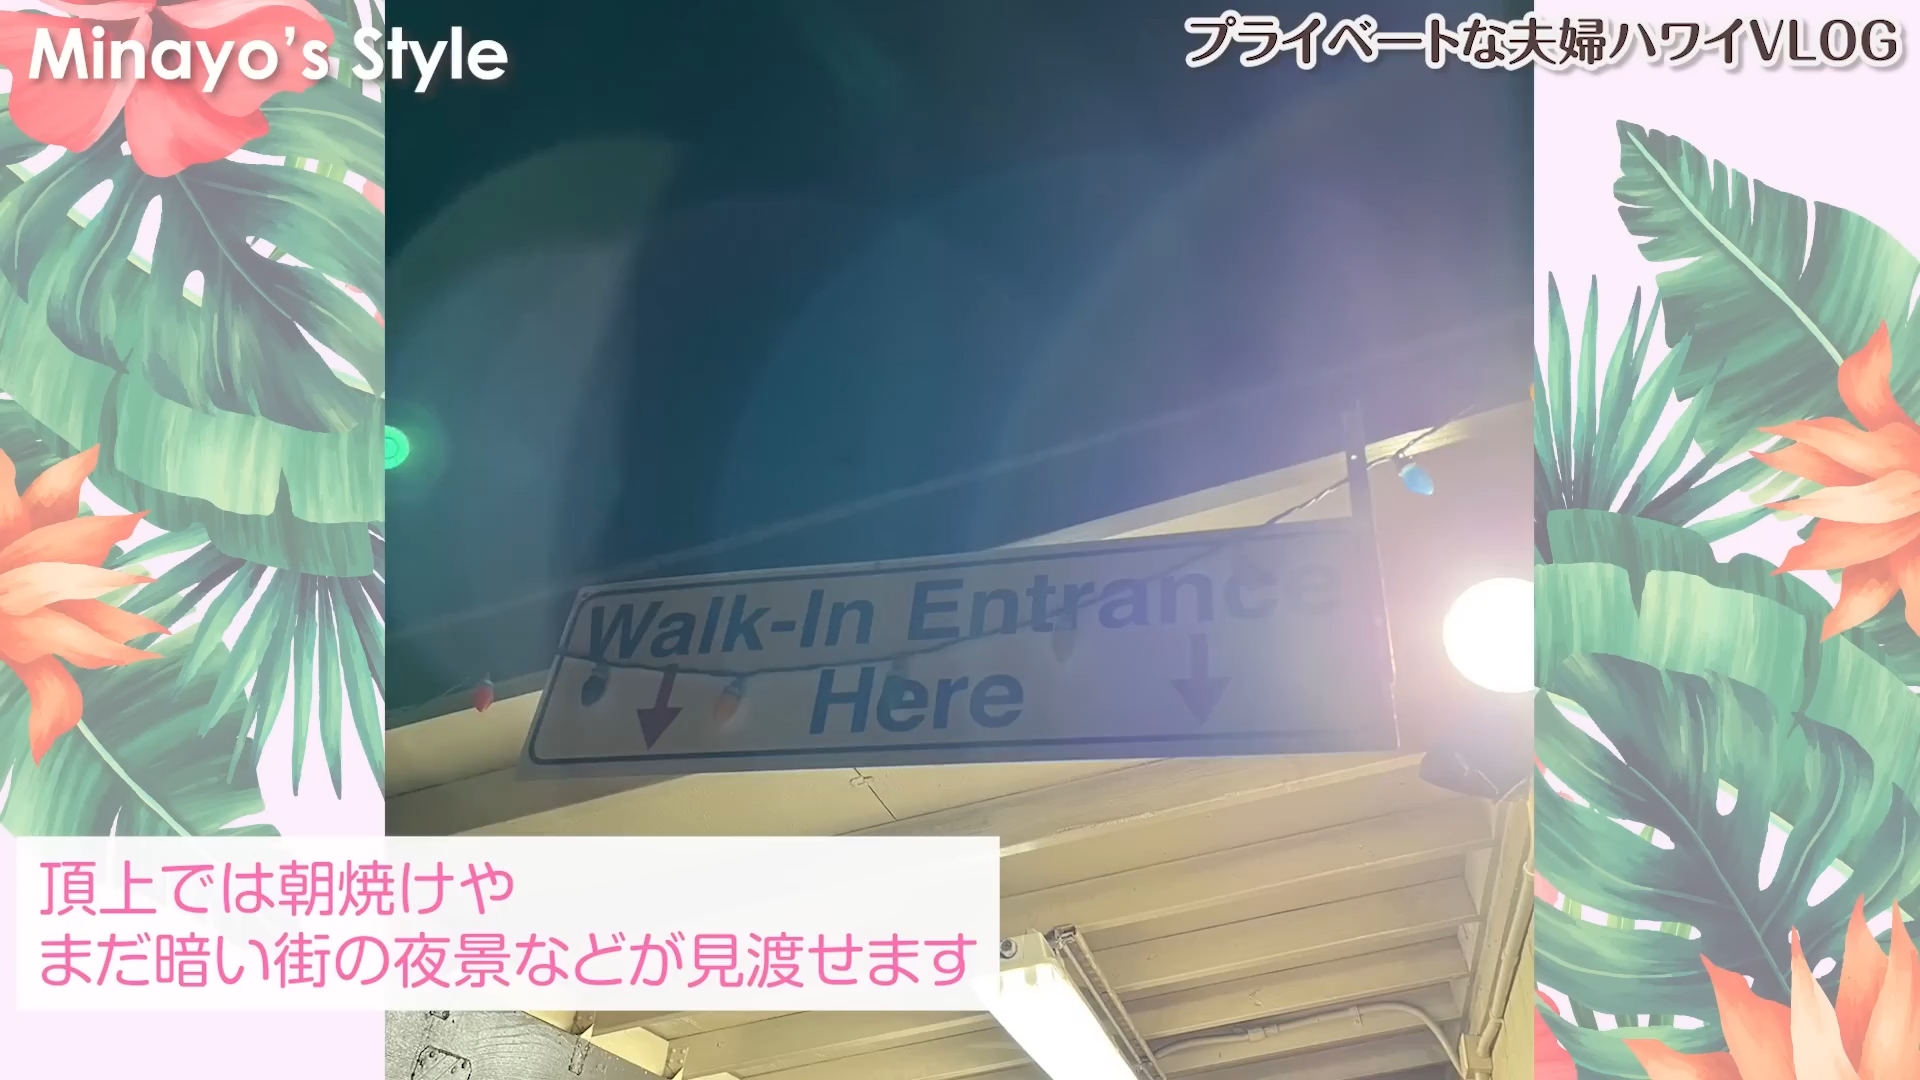 Minayo's Style
プライベートな夫婦ハワイVLOG
Walk-In Entrance
Here
頂上では朝焼けや
まだ暗い街の夜景などが見渡せます